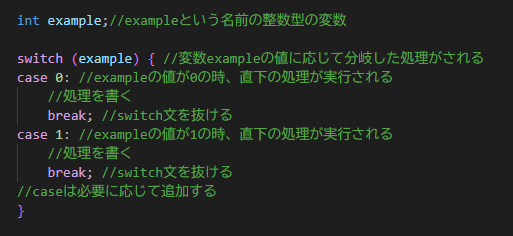 int example;//exampleという名前の整数型の変数
switch (example) { //変数exampleの値に応じて分岐した処理がされる
case 0: //exampleの値が0の時、直下の処理が実行される
//処理を書く
break; //switch文を抜ける
case 1: //exampleの値が1の時、直下の処理が実行される
//処理を書く
break; //switch文を抜ける
//caseは必要に応じて追加する
}